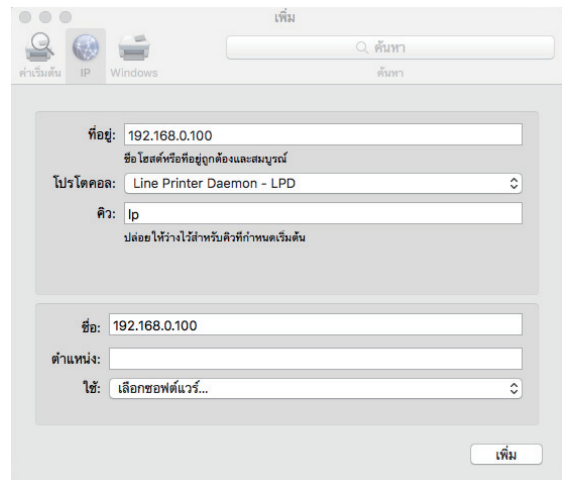 เพิ่ม
ค้นหา
ค่าเริ่มต้น IP Windows ค้นหา
ที่อยู่: 192.168.0.100
ชื่อโฮสต์หรือที่อยู่ถูกต้องและสมบูรณ์
โปรโตคอล: Line Printer Daemon - LPD
คิว: lp
ปล่อยให้ว่างไว้สำหรับคิวที่กำหนดเริ่มต้น
ชื่อ: 192.168.0.100
ตำแหน่ง:
ใช้: เลือกซอฟต์แวร์...
เพิ่ม